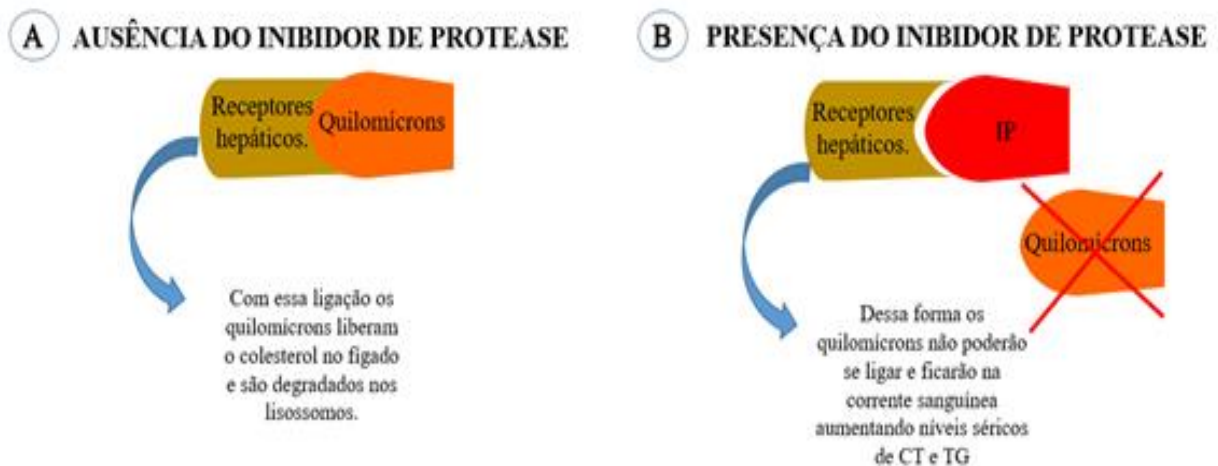 A AUSÊNCIA DO INIBIDOR DE PROTEASE
Receptores
hepáticos.
Quilomícrons
Com essa ligação os
quilomícrons liberam
o colesterol no fígado
e são degradados nos
lisossomos.
B PRESENÇA DO INIBIDOR DE PROTEASE
Receptores
hepáticos.
IP
Quilomícrons
Dessa forma os
quilomícrons não poderão
se ligar e ficarão na
corrente sanguínea
aumentando níveis séricos
de CT e TG